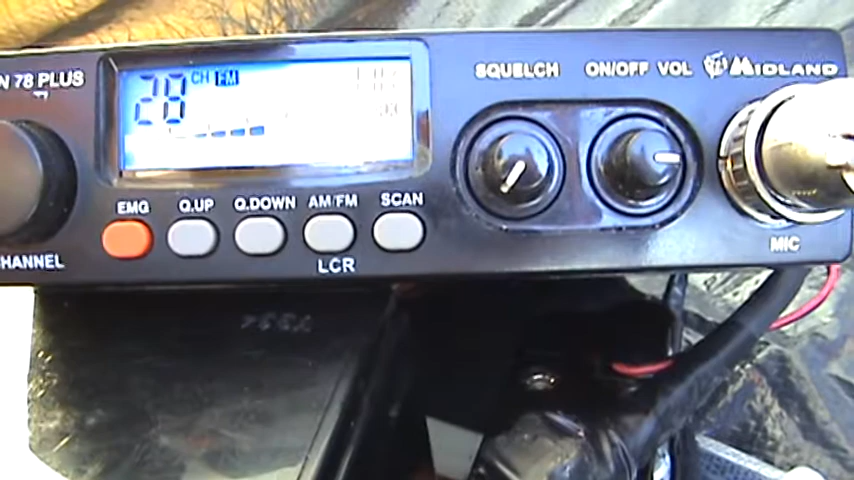 N 78 PLUS
28 CH FM
SQUELCH
ON/OFF VOL
MIDLAND
EMG
Q.UP
Q.DOWN
AM/FM
SCAN
CHANNEL
LCR
MIC